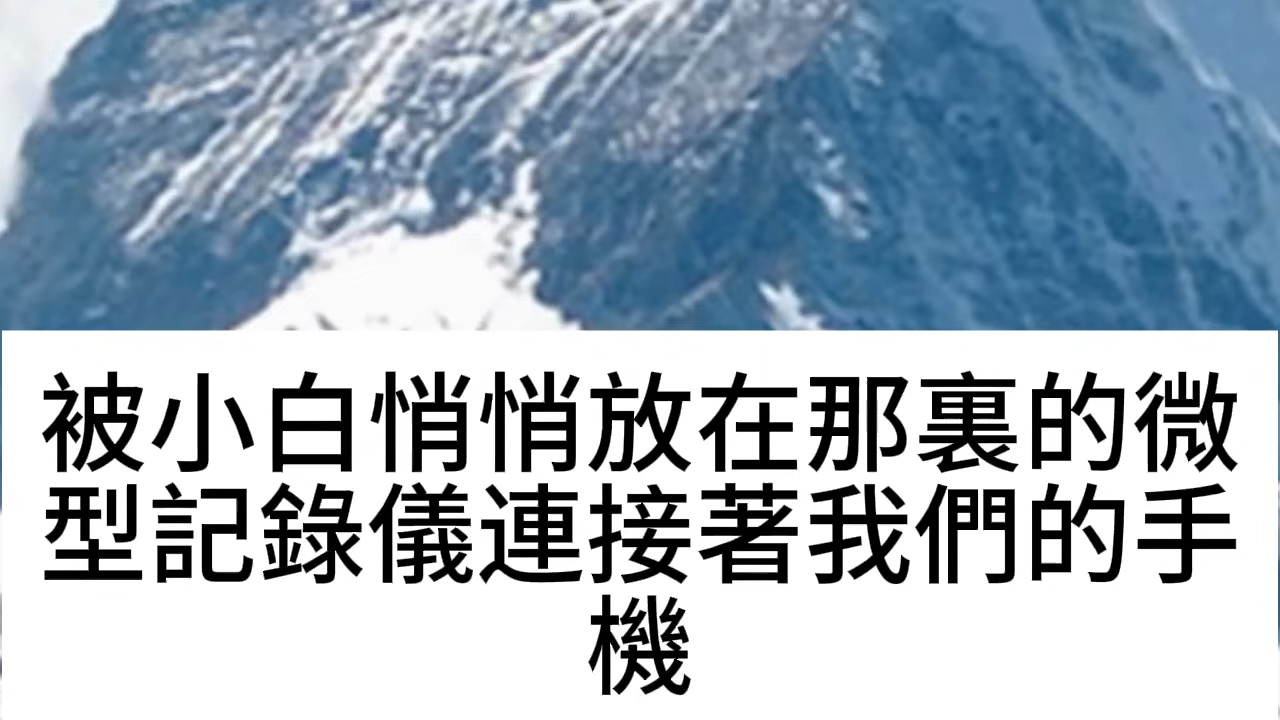 被小白悄悄放在那裏的微
型記錄儀連接著我們的手
機